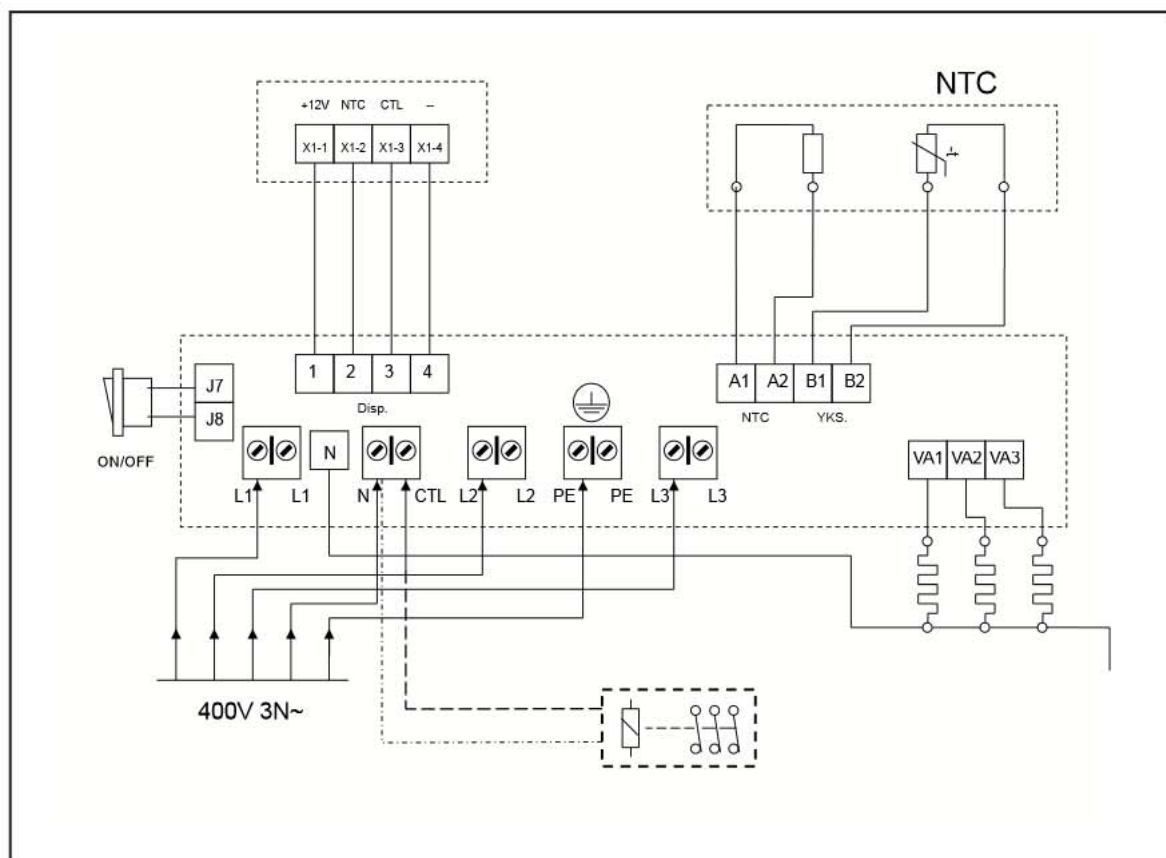 NTC
+12V NTC CTL –
X1-1 X1-2 X1-3 X1-4
1 2 3 4
Disp.
A1 A2 B1 B2
NTC YKS.
J7
J8
ON/OFF
N
VA1 VA2 VA3
L1 L1 N CTL L2 L2 PE PE L3 L3
400V 3N~